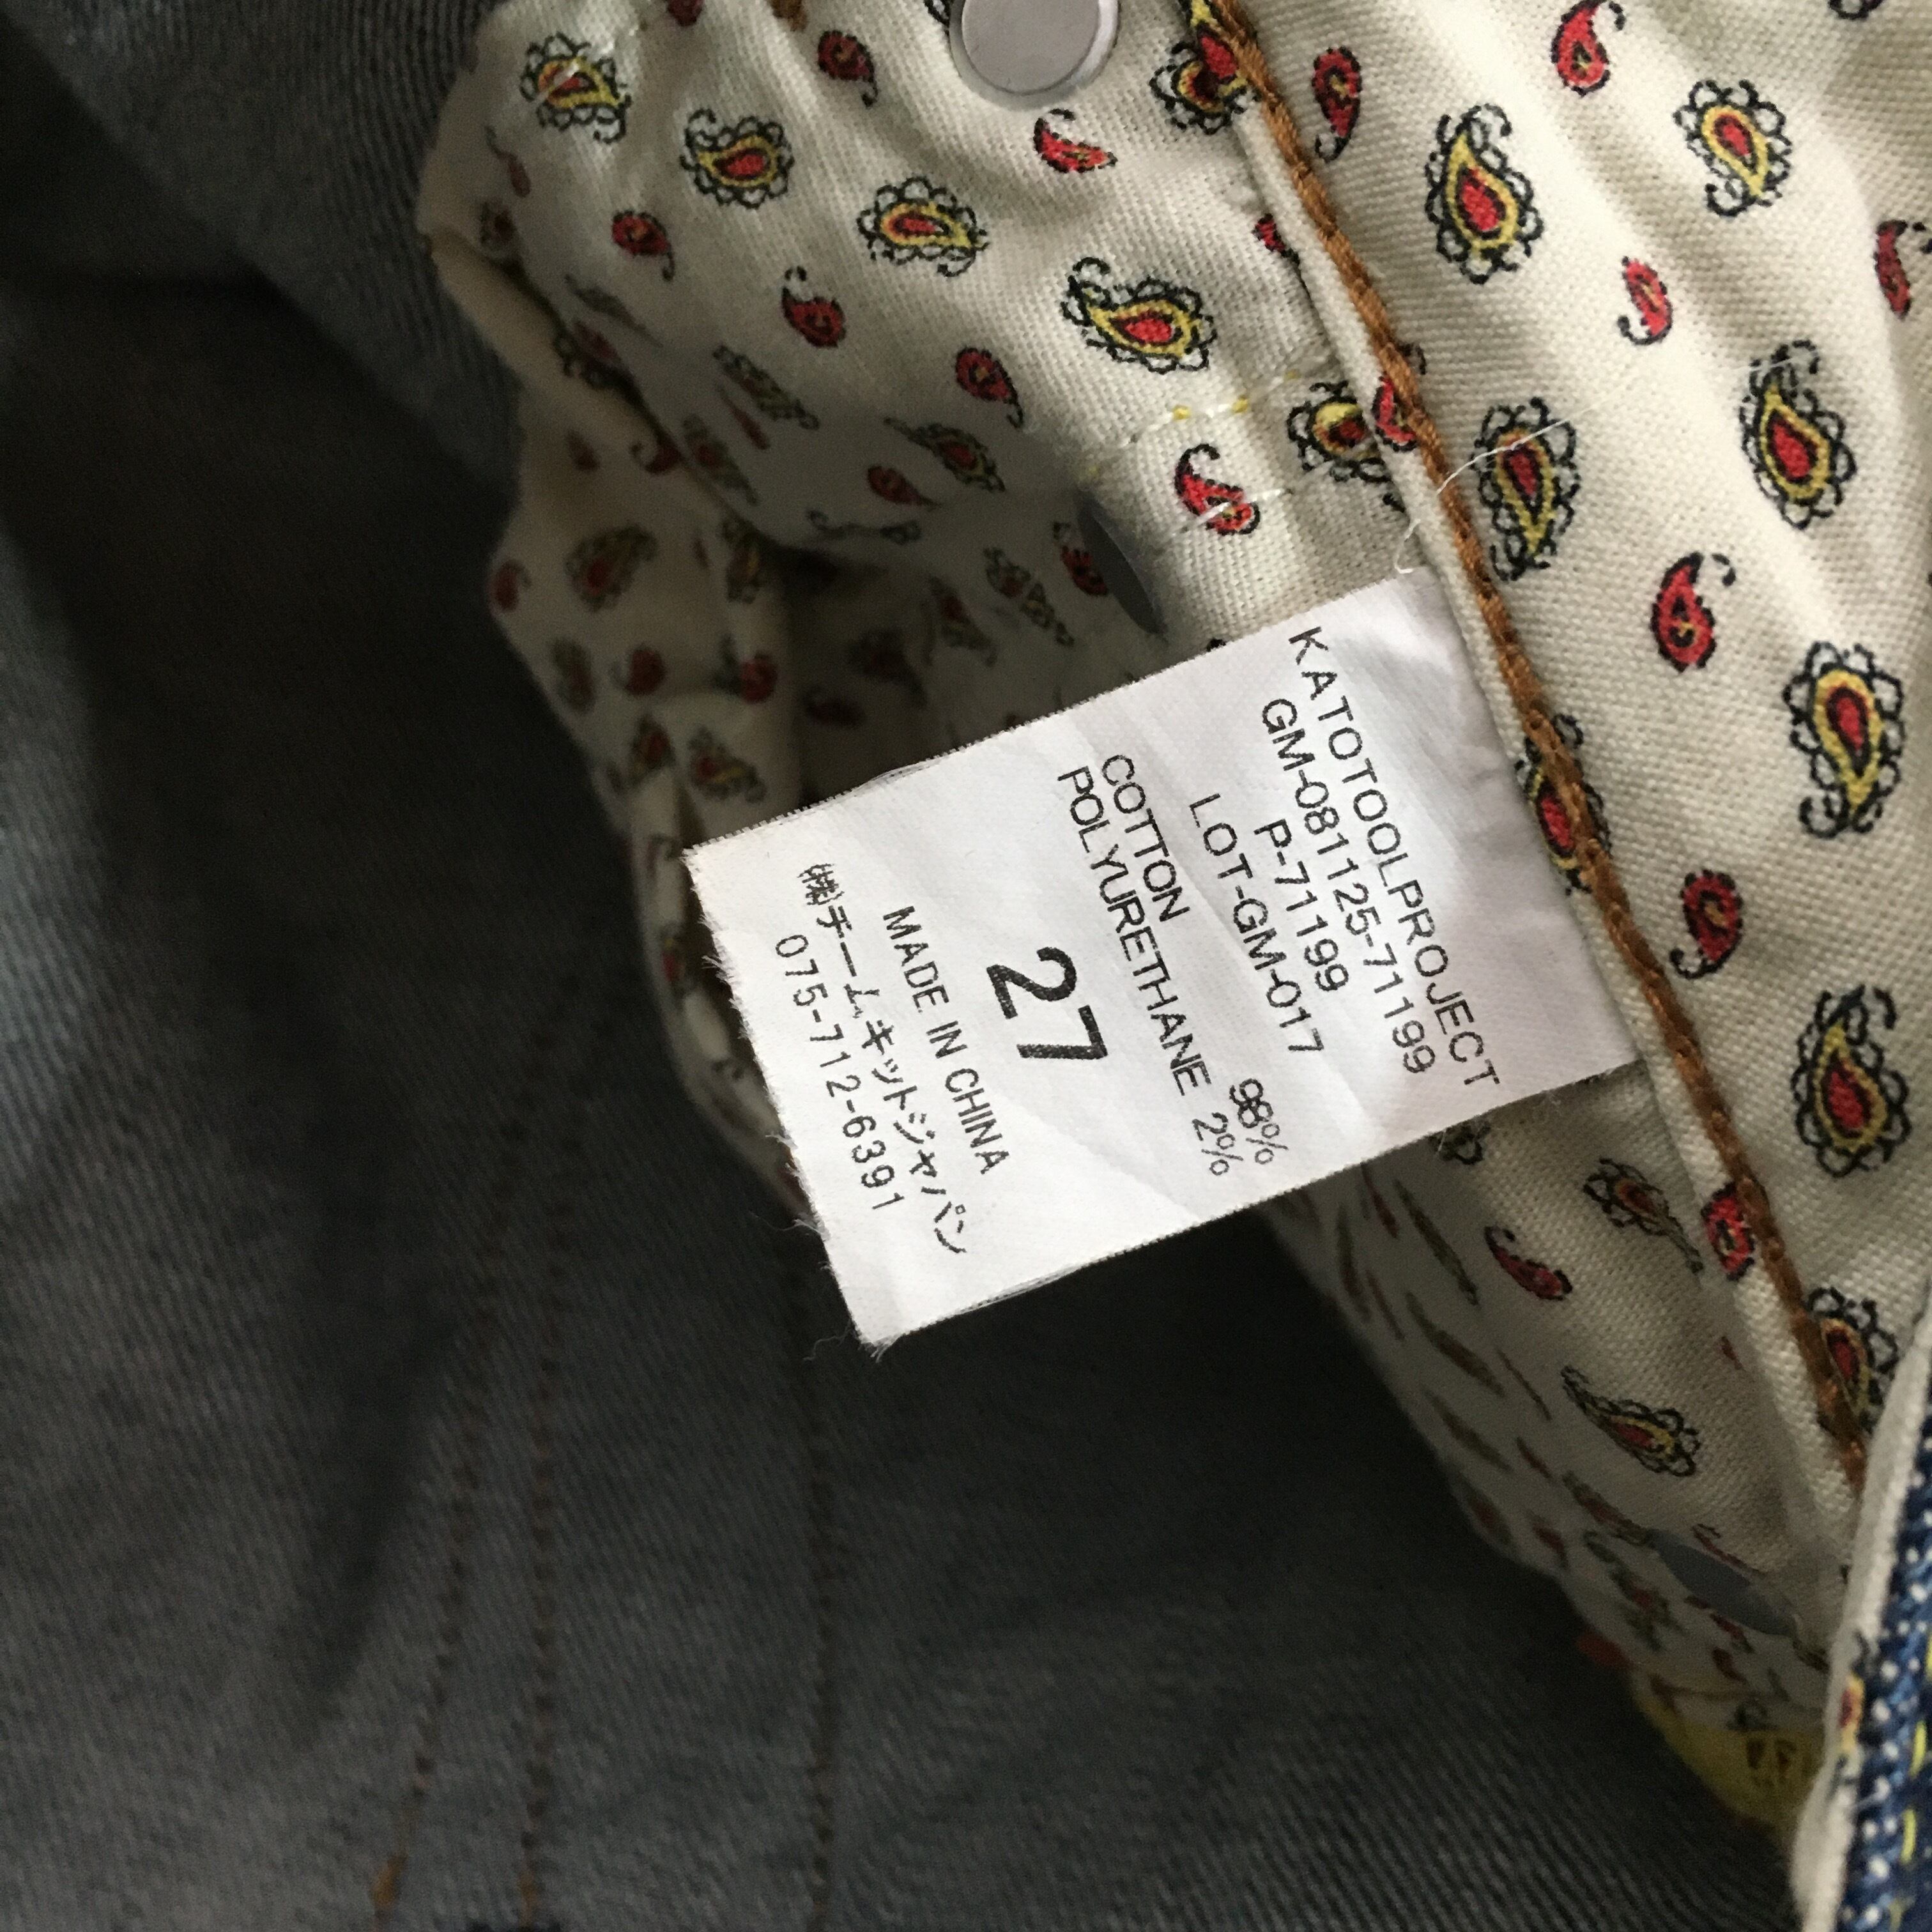 KATOTOOLPROJECT
GM-081125-71199
P-71199
LOT-GM-017
COTTON 98%
POLYURETHANE 2%
27
MADE IN CHINA
㈱チームキットジャパン
075-712-6391